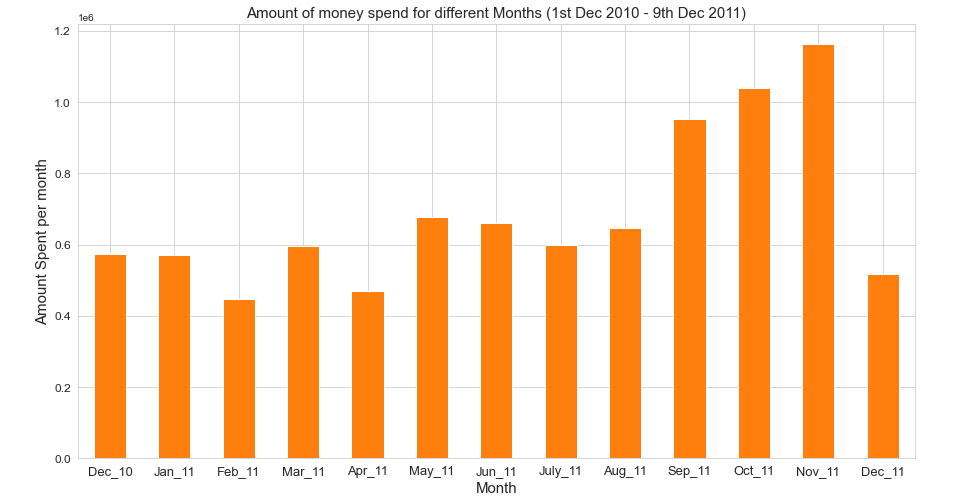 Amount of money spend for different Months (1st Dec 2010 - 9th Dec 2011)
1e6
1.2
1.0
0.8
0.6
0.4
0.2
0.0
Amount Spent per month
Dec_10 Jan_11 Feb_11 Mar_11 Apr_11 May_11 Jun_11 July_11 Aug_11 Sep_11 Oct_11 Nov_11 Dec_11
Month